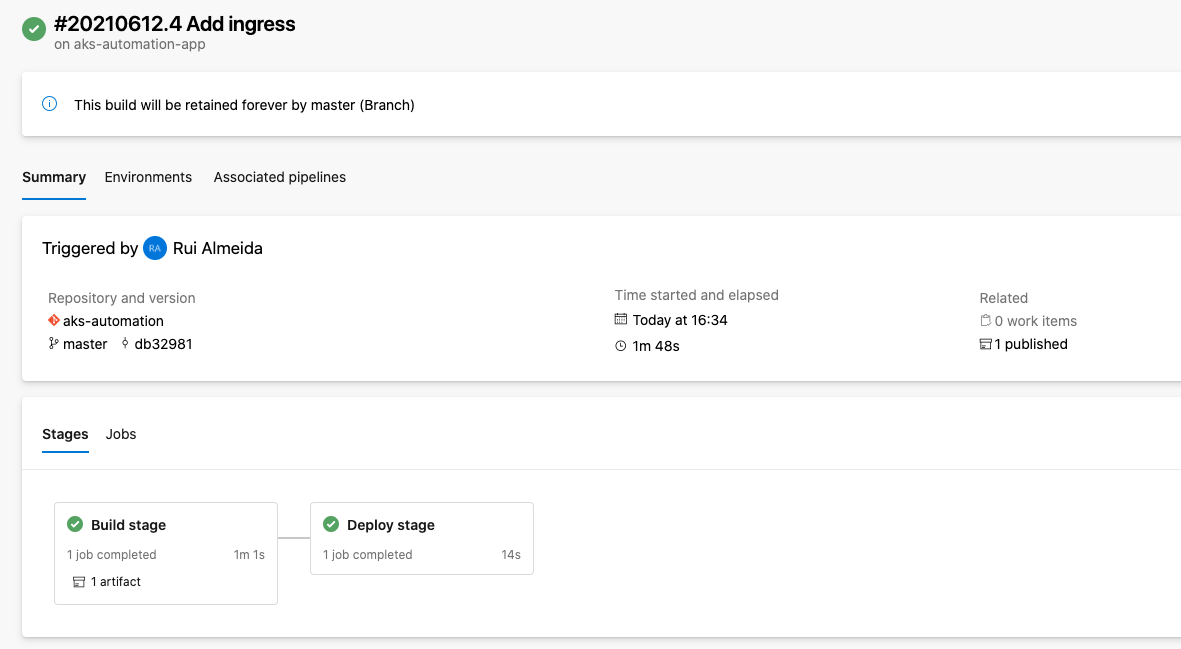 #20210612.4 Add ingress
on aks-automation-app
This build will be retained forever by master (Branch)
Summary Environments Associated pipelines
Triggered by RA Rui Almeida
Repository and version
aks-automation
master db32981
Time started and elapsed
Today at 16:34
1m 48s
Related
0 work items
1 published
Stages Jobs
Build stage
1 job completed 1m 1s
1 artifact
Deploy stage
1 job completed 14s